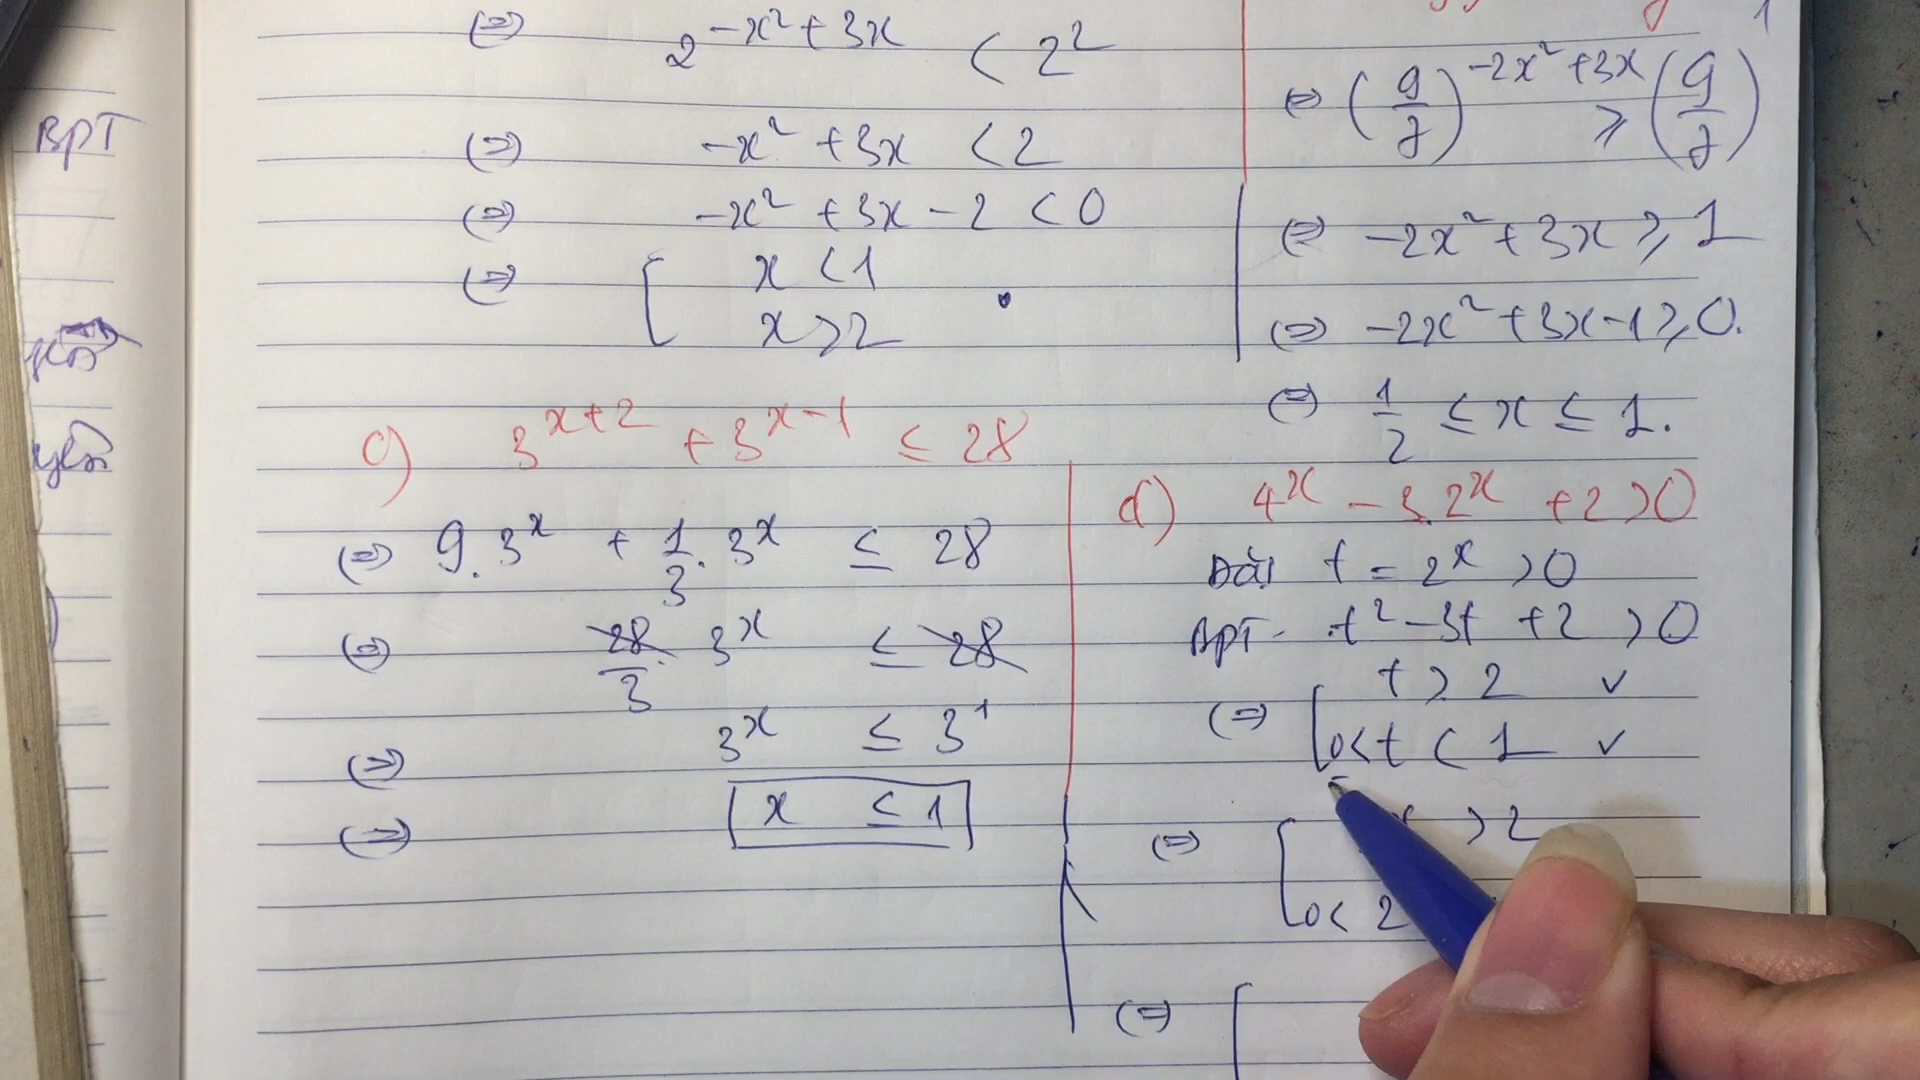 BPT
(=) 2^{-x² + 3x} < 2²
(=) -x² + 3x < 2
(=) -x² + 3x - 2 < 0
(=) [ x < 1
x > 2
(=) (9/7)^{-2x² + 3x} ⩾ (9/7)
(=) -2x² + 3x ⩾ 1
(=) -2x² + 3x - 1 ⩾ 0.
(=) 1/2 ≤ x ≤ 1.
c) 3^{x+2} + 3^{x-1} ≤ 28
(=) 9.3^x + 1/3.3^x ≤ 28
(=) 28/3. 3^x ≤ 28
(=) 3^x ≤ 3^1
(=) x ≤ 1
d) 4^x - 3.2^x + 2 > 0
Đặt t = 2^x > 0
BPT t² - 3t + 2 > 0
(=) [ t > 2 ✓
0 < t < 1 ✓
(=) [ > 2
0 < 2
(=) [